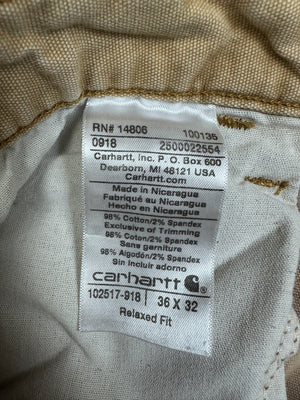 RN# 14806 100135
0918 2500022554
Carhartt, Inc. P. O. Box 600
Dearborn, MI 48121 USA
Carhartt.com
Made in Nicaragua
Fabriqué au Nicaragua
Hecho en Nicaragua
98% Cotton/2% Spandex
Exclusive of Trimming
98% Coton/2% Spandex
Sans garniture
98% Algodón/2% Spandex
Sin incluir adorno
carhartt
102517-918 36 X 32
Relaxed Fit